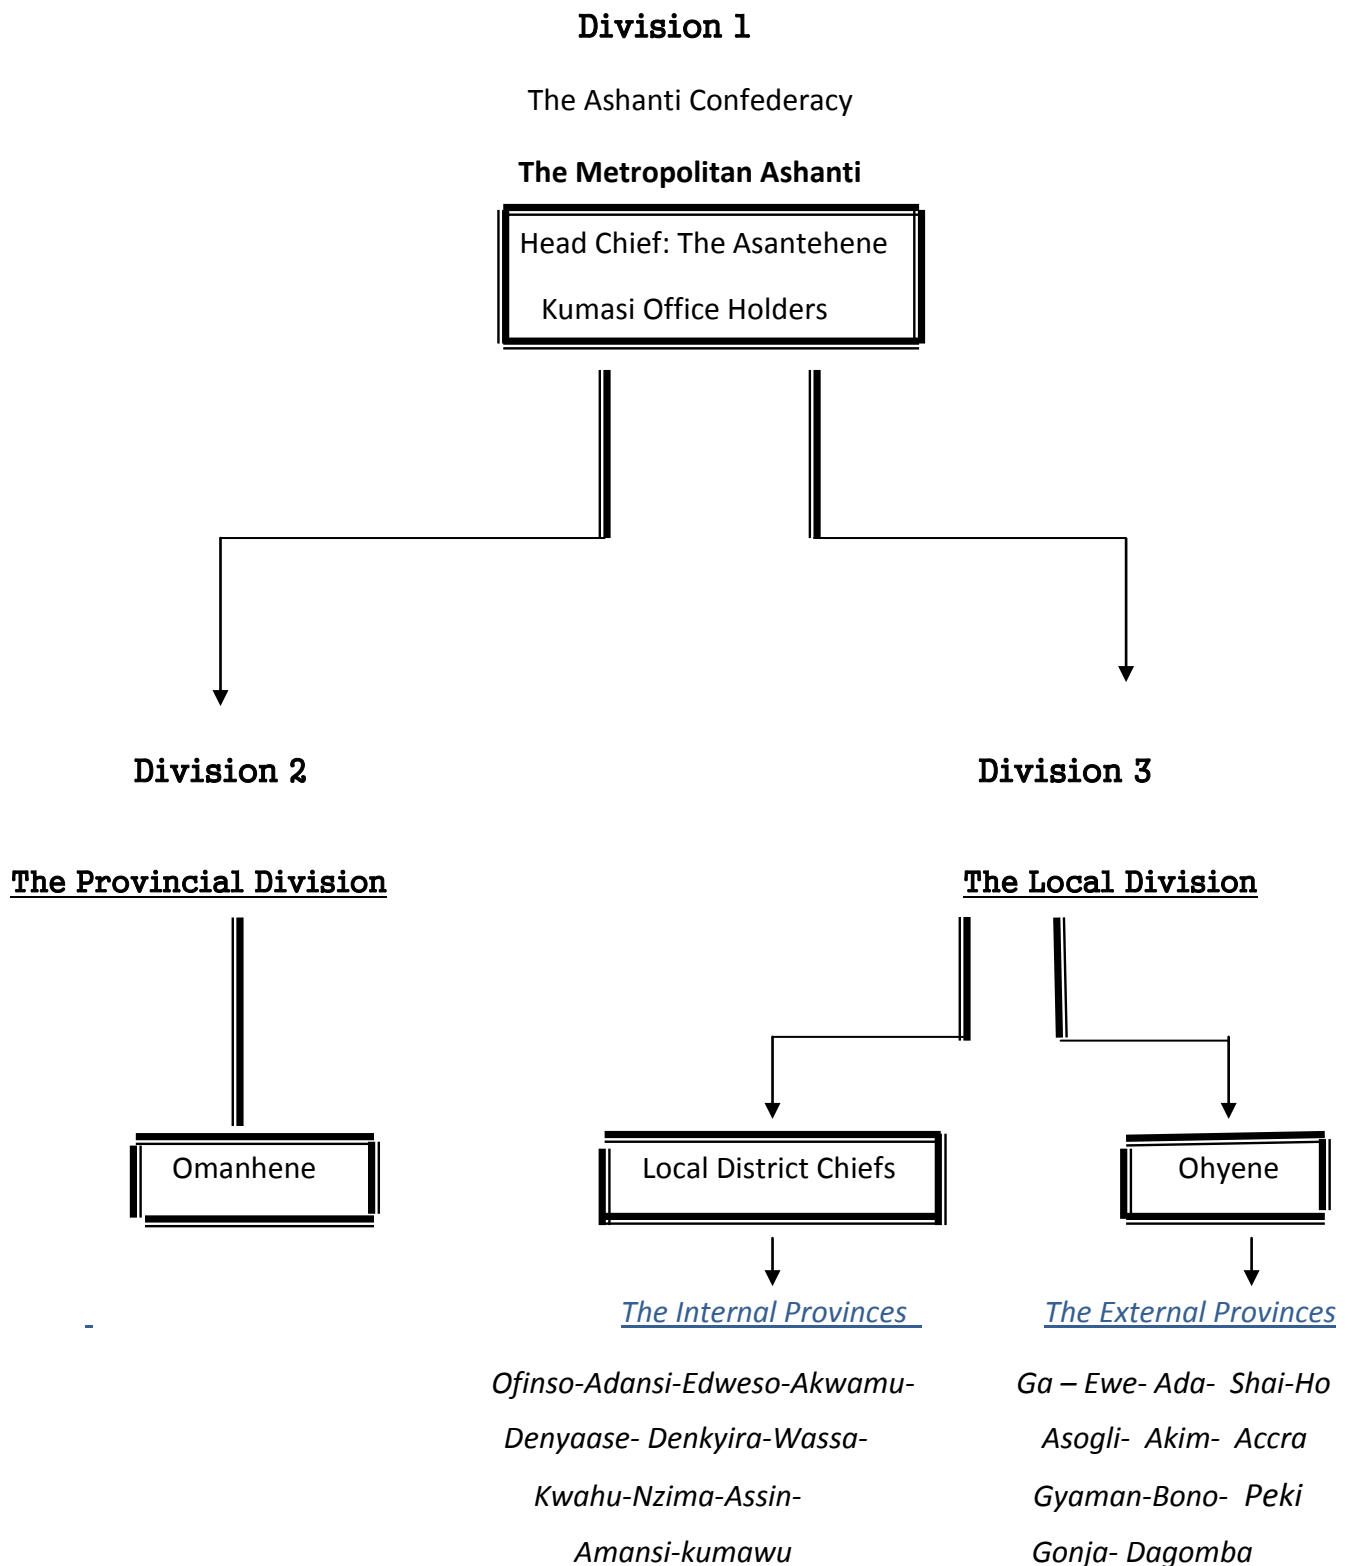 Division 1
The Ashanti Confederacy
The Metropolitan Ashanti
Head Chief: The Asantehene
Kumasi Office Holders
Division 2
Division 3
The Provincial Division
The Local Division
Omanhene
Local District Chiefs
Ohyene
The Internal Provinces
Ofinso-Adansi-Edweso-Akwamu-
Denyaase- Denkyira-Wassa-
Kwahu-Nzima-Assin-
Amansi-kumawu
The External Provinces
Ga – Ewe- Ada- Shai-Ho
Asogli- Akim- Accra
Gyaman-Bono- Peki
Gonja- Dagomba